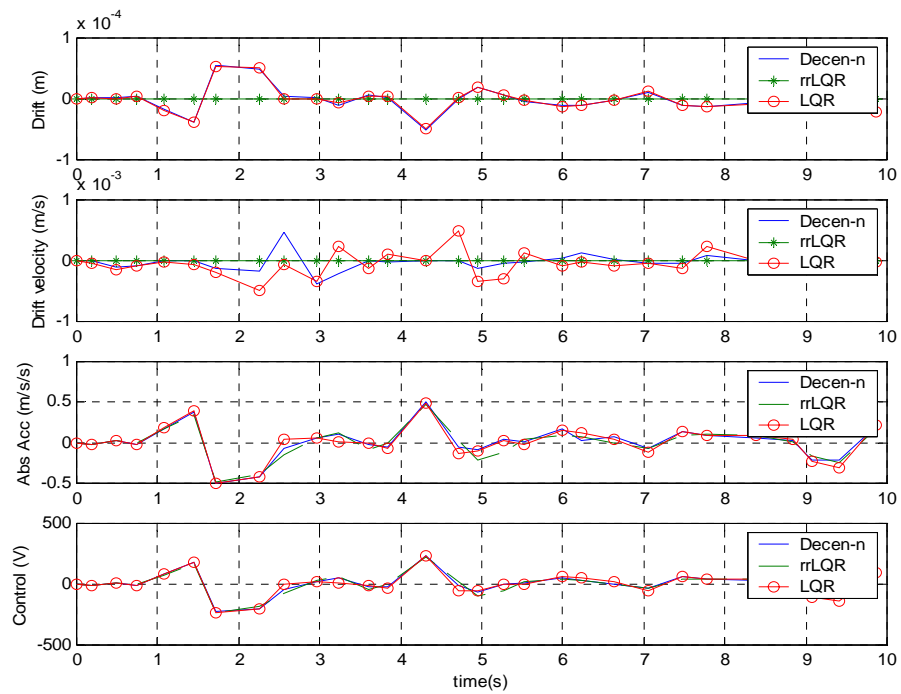 x 10-4
1
0
-1
Drift (m)
0 1 2 3 4 5 6 7 8 9 10
Decen-n
rrLQR
LQR
x 10-3
1
0
-1
Drift velocity (m/s)
0 1 2 3 4 5 6 7 8 9 10
Decen-n
rrLQR
LQR
1
0.5
0
-0.5
Abs Acc (m/s/s)
0 1 2 3 4 5 6 7 8 9 10
Decen-n
rrLQR
LQR
500
0
-500
Control (V)
0 1 2 3 4 5 6 7 8 9 10
Decen-n
rrLQR
LQR
time(s)